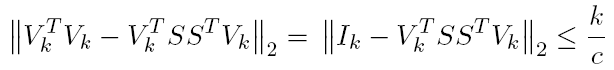 ‖V_k^T V_k − V_k^T S S^T V_k‖_2 = ‖I_k − V_k^T S S^T V_k‖_2 ≤ k/c